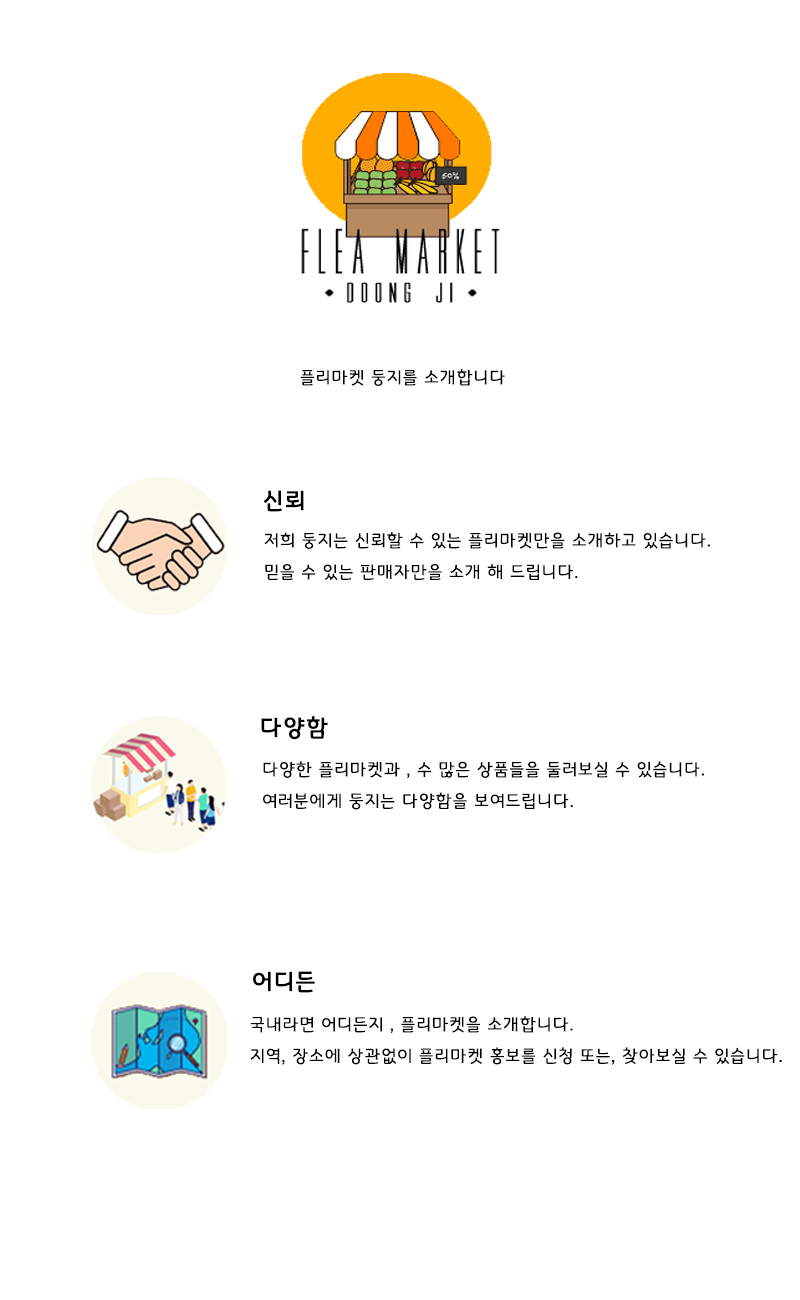 50%
FLEA MARKET
DOONG JI
플리마켓 둥지를 소개합니다
신뢰
저희 둥지는 신뢰할 수 있는 플리마켓만을 소개하고 있습니다.
믿을 수 있는 판매자만을 소개 해 드립니다.
다양함
다양한 플리마켓과 , 수 많은 상품들을 둘러보실 수 있습니다.
여러분에게 둥지는 다양함을 보여드립니다.
어디든
국내라면 어디든지 , 플리마켓을 소개합니다.
지역, 장소에 상관없이 플리마켓 홍보를 신청 또는, 찾아보실 수 있습니다.